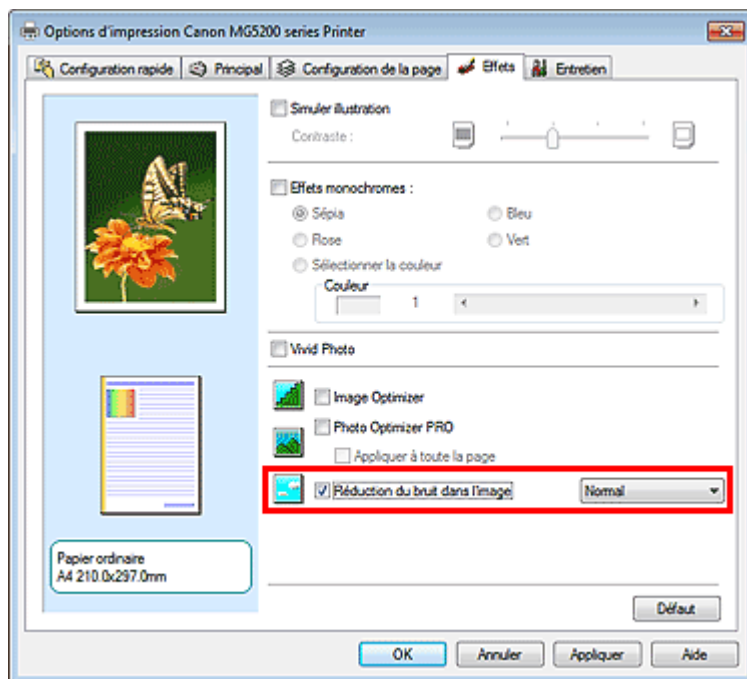 Options d'impression Canon MG5200 series Printer
Configuration rapide
Principal
Configuration de la page
Effets
Entretien
Simuler illustration
Contraste :
Effets monochromes :
Sépia
Bleu
Rose
Vert
Sélectionner la couleur
Couleur
1
Vivid Photo
Image Optimizer
Photo Optimizer PRO
Appliquer à toute la page
Réduction du bruit dans l'image
Normal
Papier ordinaire
A4 210.0x297.0mm
Défaut
OK
Annuler
Appliquer
Aide